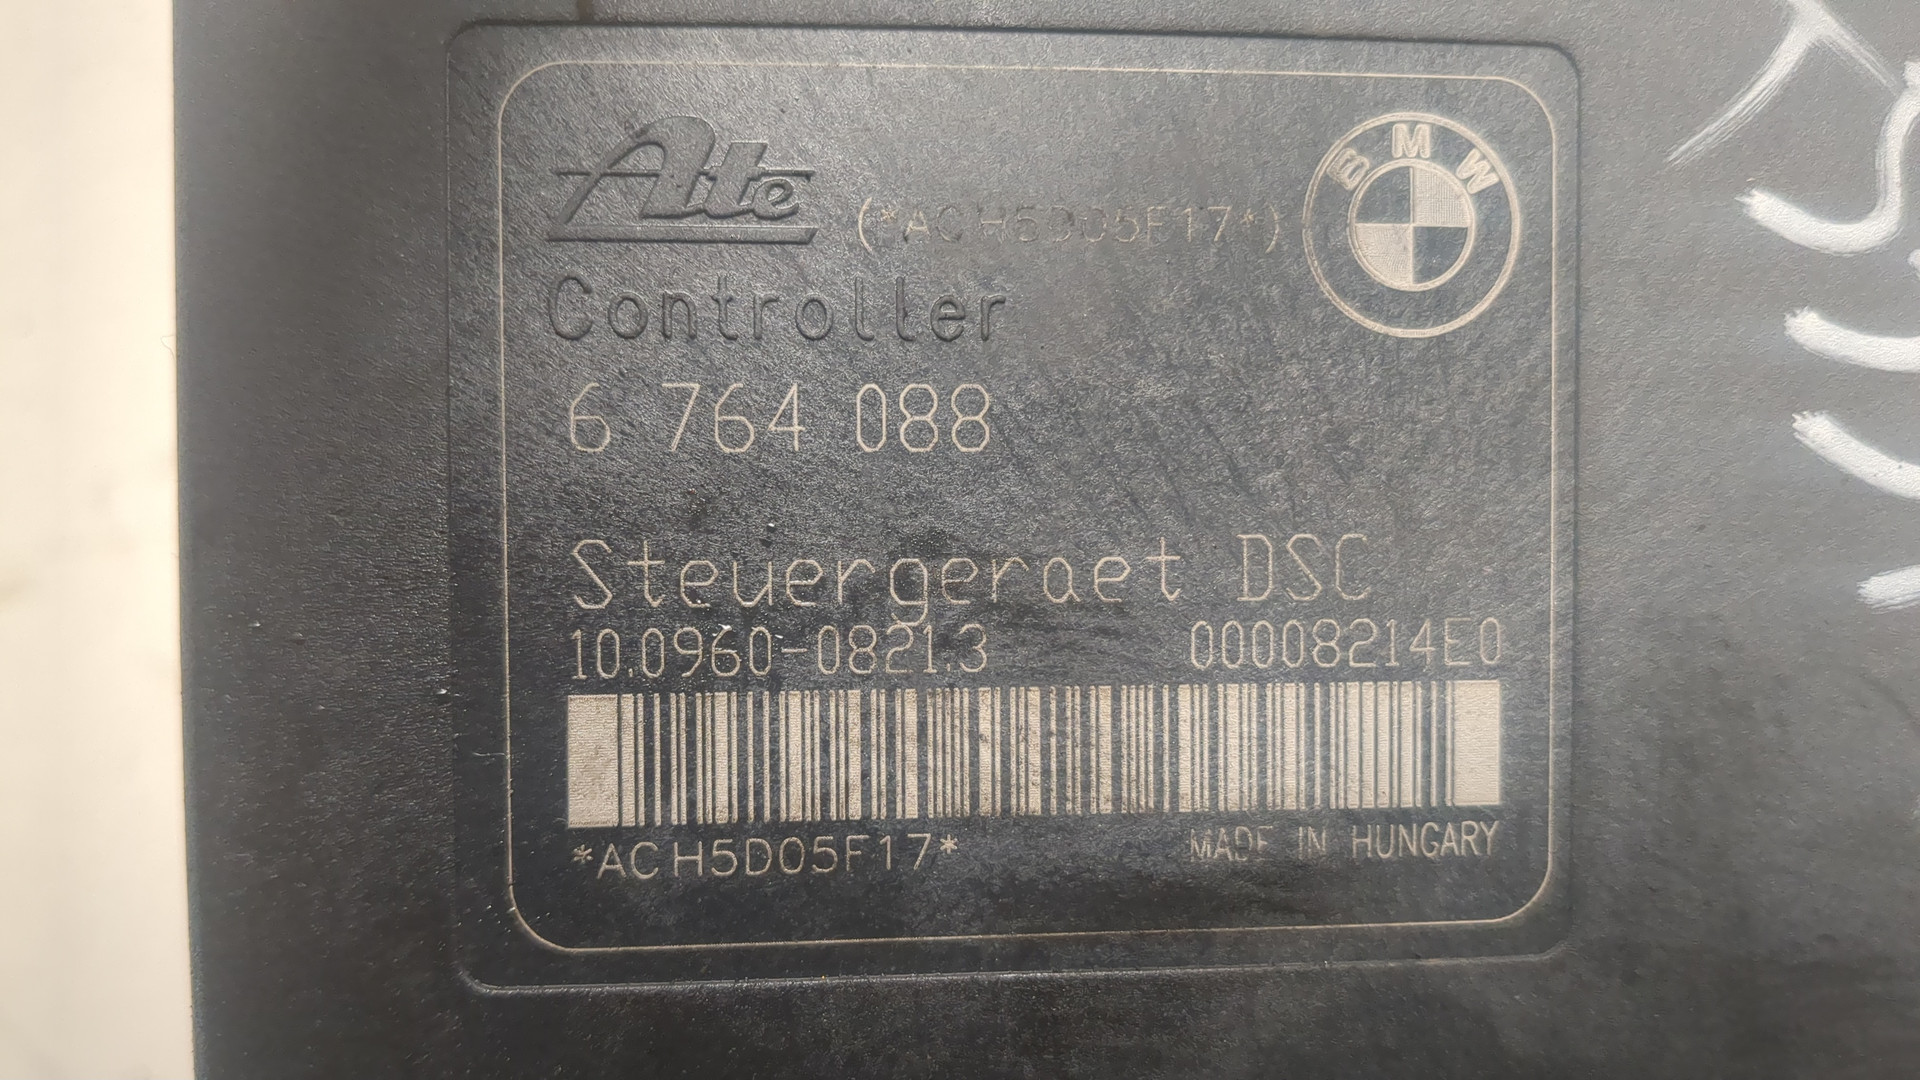 Ate (*ACH5D05F17*) BMW
Controller
6 764 088
Steuergeraet DSC
10.0960-0821.3 00008214E0
*ACH5D05F17* MADE IN HUNGARY